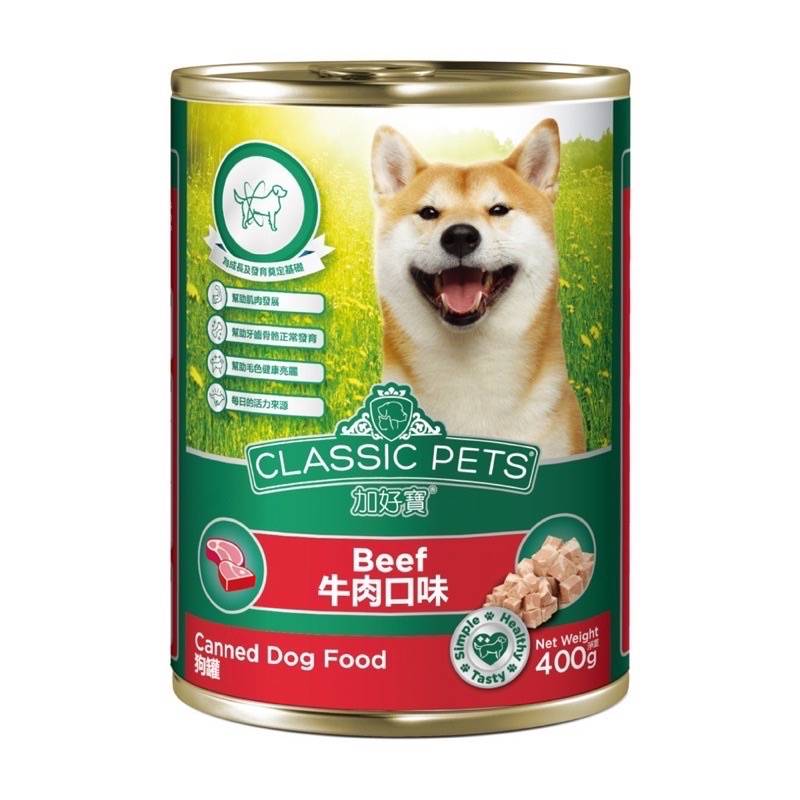 為成長及發育奠定基礎
幫助肌肉發展
幫助牙齒骨骼正常發育
幫助毛色健康亮麗
每日的活力來源
CLASSIC PETS®
加好寶®
Beef
牛肉口味
Simple Healthy Tasty
Canned Dog Food
狗罐
Net Weight
淨重
400g